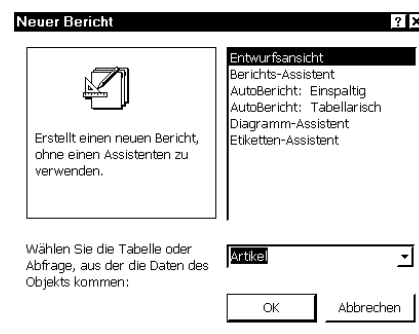 Neuer Bericht
Erstellt einen neuen Bericht,
ohne einen Assistenten zu
verwenden.
Entwurfsansicht
Berichts-Assistent
AutoBericht: Einspaltig
AutoBericht: Tabellarisch
Diagramm-Assistent
Etiketten-Assistent
Wählen Sie die Tabelle oder
Abfrage, aus der die Daten des
Objekts kommen:
Artikel
OK
Abbrechen